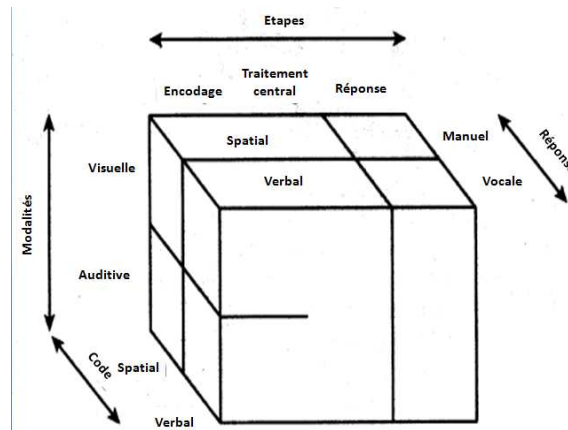 Etapes
Encodage
Traitement
central
Réponse
Spatial
Manuel
Réponse
Visuelle
Verbal
Vocale
Modalités
Auditive
Code
Spatial
Verbal